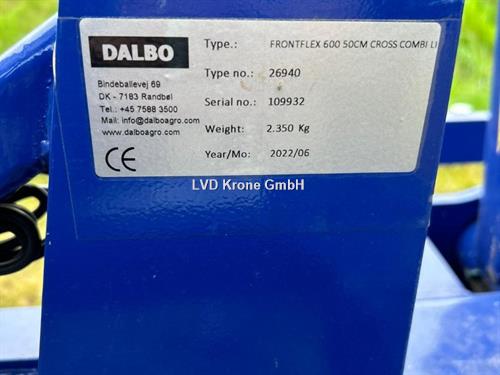 DALBO
Bindeballevej 69
DK - 7183 Randbøl
Tel.: +45 7588 3500
Mail: info@dalboagro.com
www.dalboagro.com
CE
Type.: FRONTFLEX 600 50CM CROSS COMBI LI
Type no.: 26940
Serial no.: 109932
Weight: 2.350 Kg
Year/Mo: 2022/06
LVD Krone GmbH